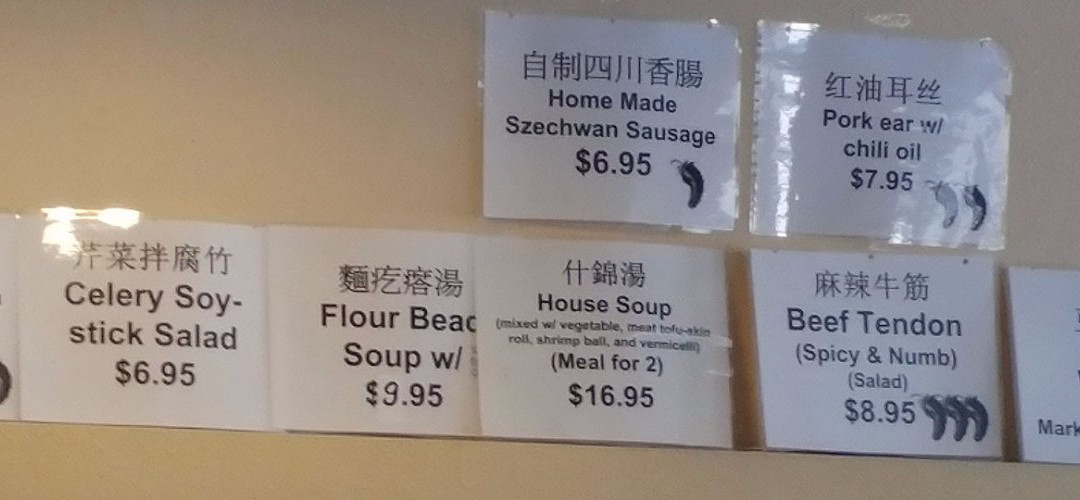 自制四川香腸
Home Made
Szechwan Sausage
$6.95
红油耳丝
Pork ear w/
chili oil
$7.95
芹菜拌腐竹
Celery Soy-
stick Salad
$6.95
麵疙瘩湯
Flour Beac
Soup w/
$9.95
什錦湯
House Soup
(mixed w/ vegetable, meat tofu-skin
roll, shrimp ball, and vermicelli)
(Meal for 2)
$16.95
麻辣牛筋
Beef Tendon
(Spicy & Numb)
(Salad)
$8.95
Mark